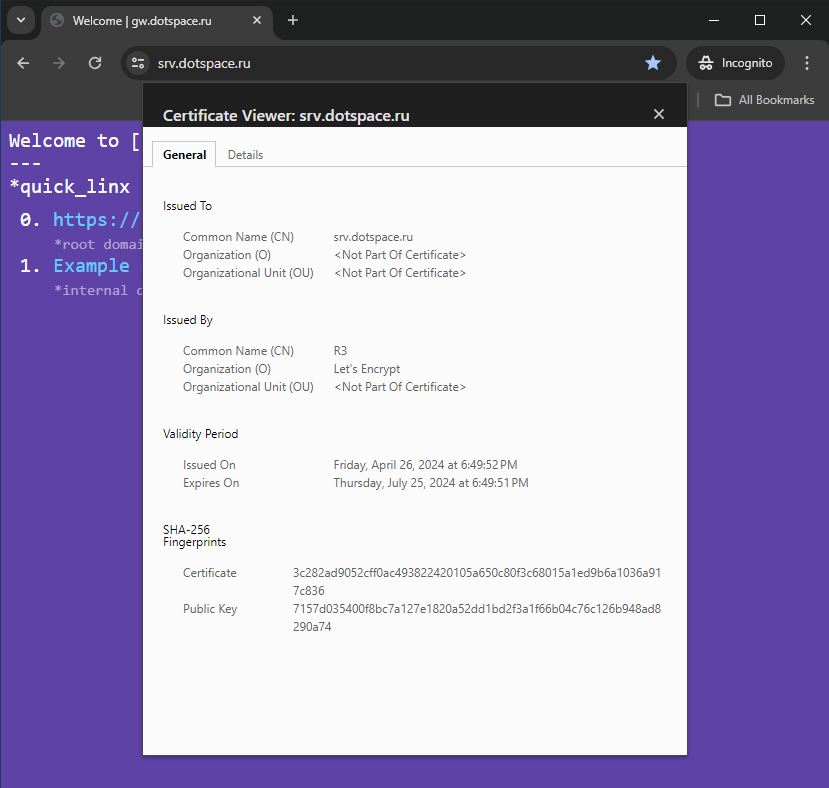 Welcome | gw.dotspace.ru
srv.dotspace.ru
Incognito
All Bookmarks
Certificate Viewer: srv.dotspace.ru
General Details
Welcome to [
---
*quick_linx
0. https://
*root domai
1. Example
*internal
Issued To
Common Name (CN) srv.dotspace.ru
Organization (O) <Not Part Of Certificate>
Organizational Unit (OU) <Not Part Of Certificate>
Issued By
Common Name (CN) R3
Organization (O) Let's Encrypt
Organizational Unit (OU) <Not Part Of Certificate>
Validity Period
Issued On Friday, April 26, 2024 at 6:49:52 PM
Expires On Thursday, July 25, 2024 at 6:49:51 PM
SHA-256
Fingerprints
Certificate 3c282ad9052cff0ac493822420105a650c80f3c68015a1ed9b6a1036a91
7c836
Public Key 7157d035400f8bc7a127e1820a52dd1bd2f3a1f66b04c76c126b948ad8
290a74